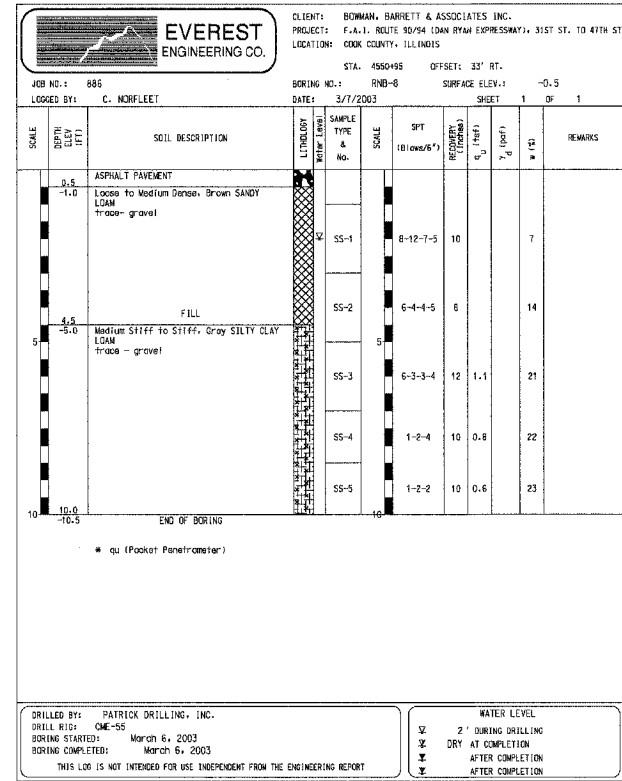 EVEREST
ENGINEERING CO.
CLIENT: BOWMAN, BARRETT & ASSOCIATES INC.
PROJECT: F.A.I. ROUTE 90/94 (DAN RYAN EXPRESSWAY), 31ST ST. TO 47TH ST
LOCATION: COOK COUNTY, ILLINOIS
STA. 4550+95 OFFSET: 33' RT.
JOB NO.: 886 BORING NO.: RNB-8 SURFACE ELEV.: -0.5
LOGGED BY: C. NORFLEET DATE: 3/7/2003 SHEET 1 OF 1
SCALE
DEPTH ELEV (FT)
SOIL DESCRIPTION
LITHOLOGY
Water Level
SAMPLE TYPE & No.
SCALE
SPT (Blows/6")
RECOVERY (inches)
qu (tsf)
γd (pcf)
w (%)
REMARKS
ASPHALT PAVEMENT
0.5
-1.0 Loose to Medium Dense, Brown SANDY
LOAM
trace- gravel
SS-1 8-12-7-5 10 7
SS-2 6-4-4-5 6 14
FILL
4.5
-5.0 Medium Stiff to Stiff, Gray SILTY CLAY
5 LOAM 5
trace - gravel
SS-3 6-3-3-4 12 1.1 21
SS-4 1-2-4 10 0.8 22
SS-5 1-2-2 10 0.6 23
10 10.0 10
-10.5 END OF BORING
* qu (Pocket Penetrometer)
DRILLED BY: PATRICK DRILLING, INC.
DRILL RIG: CME-55
BORING STARTED: March 6, 2003
BORING COMPLETED: March 6, 2003
THIS LOG IS NOT INTENDED FOR USE INDEPENDENT FROM THE ENGINEERING REPORT
WATER LEVEL
2' DURING DRILLING
DRY AT COMPLETION
AFTER COMPLETION
AFTER COMPLETION